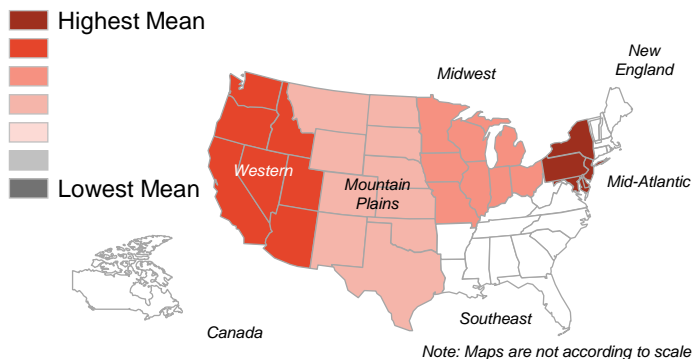 Highest Mean
Lowest Mean
New
England
Midwest
Western
Mountain
Plains
Mid-Atlantic
Southeast
Canada
Note: Maps are not according to scale